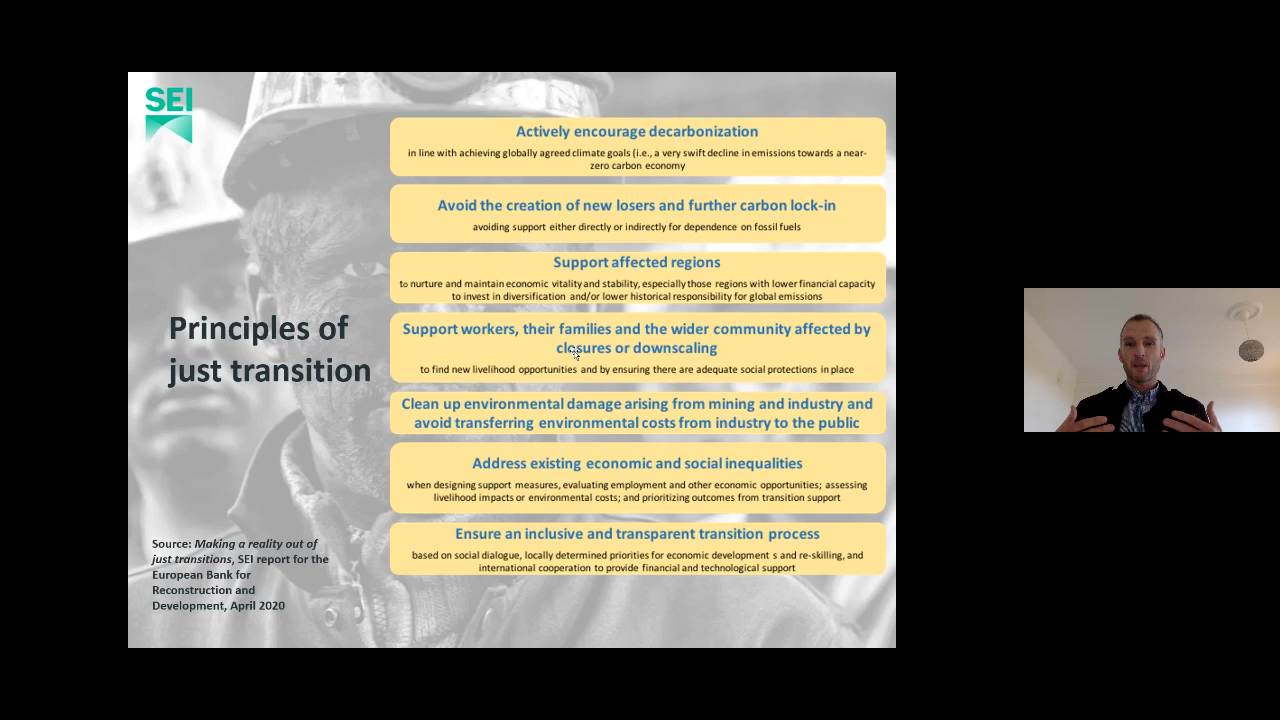 SEI
Principles of
just transition
Source: Making a reality out of
just transitions, SEI report for the
European Bank for
Reconstruction and
Development, April 2020
Actively encourage decarbonization
in line with achieving globally agreed climate goals (i.e., a very swift decline in emissions towards a near-
zero carbon economy
Avoid the creation of new losers and further carbon lock-in
avoiding support either directly or indirectly for dependence on fossil fuels
Support affected regions
to nurture and maintain economic vitality and stability, especially those regions with lower financial capacity
to invest in diversification and/or lower historical responsibility for global emissions
Support workers, their families and the wider community affected by
closures or downscaling
to find new livelihood opportunities and by ensuring there are adequate social protections in place
Clean up environmental damage arising from mining and industry and
avoid transferring environmental costs from industry to the public
Address existing economic and social inequalities
when designing support measures, evaluating employment and other economic opportunities; assessing
livelihood impacts or environmental costs; and prioritizing outcomes from transition support
Ensure an inclusive and transparent transition process
based on social dialogue, locally determined priorities for economic development s and re-skilling, and
international cooperation to provide financial and technological support